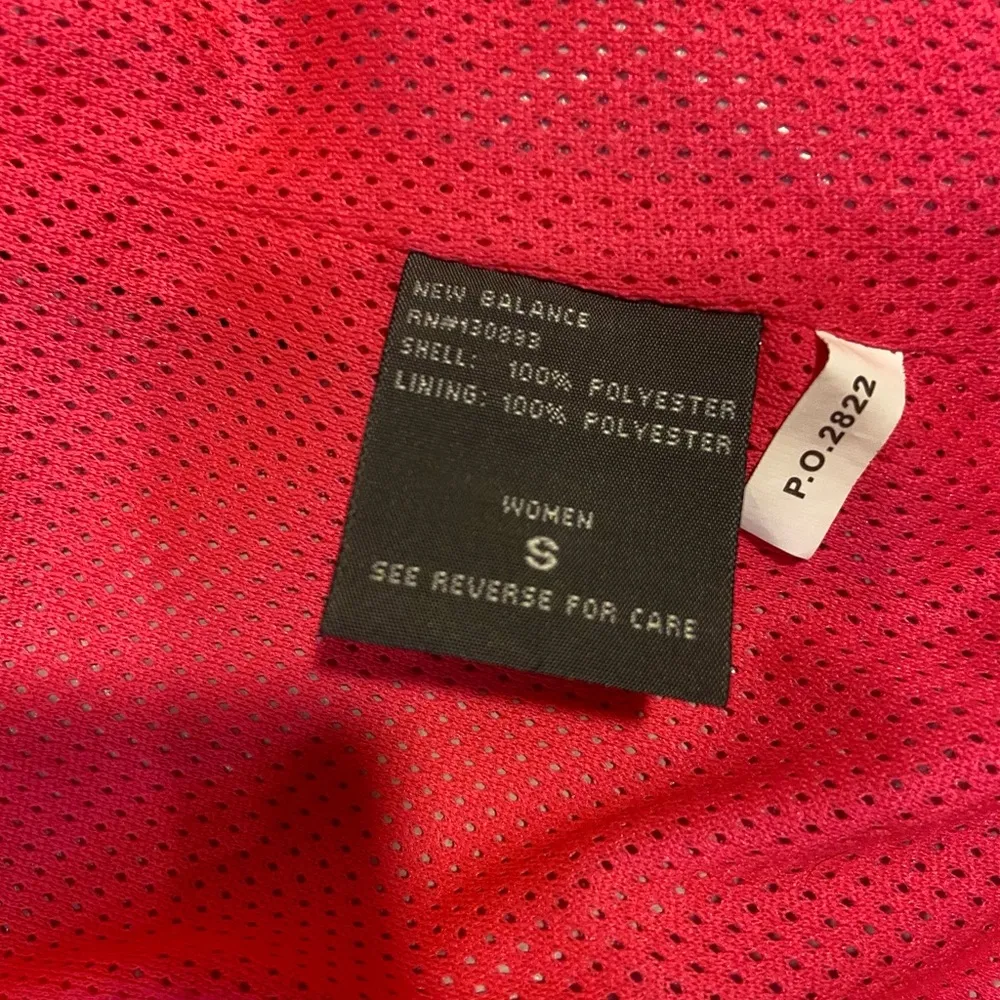 NEW BALANCE
RN#130893
SHELL: 100% POLYESTER
LINING: 100% POLYESTER
WOMEN
S
SEE REVERSE FOR CARE
P.O.2822